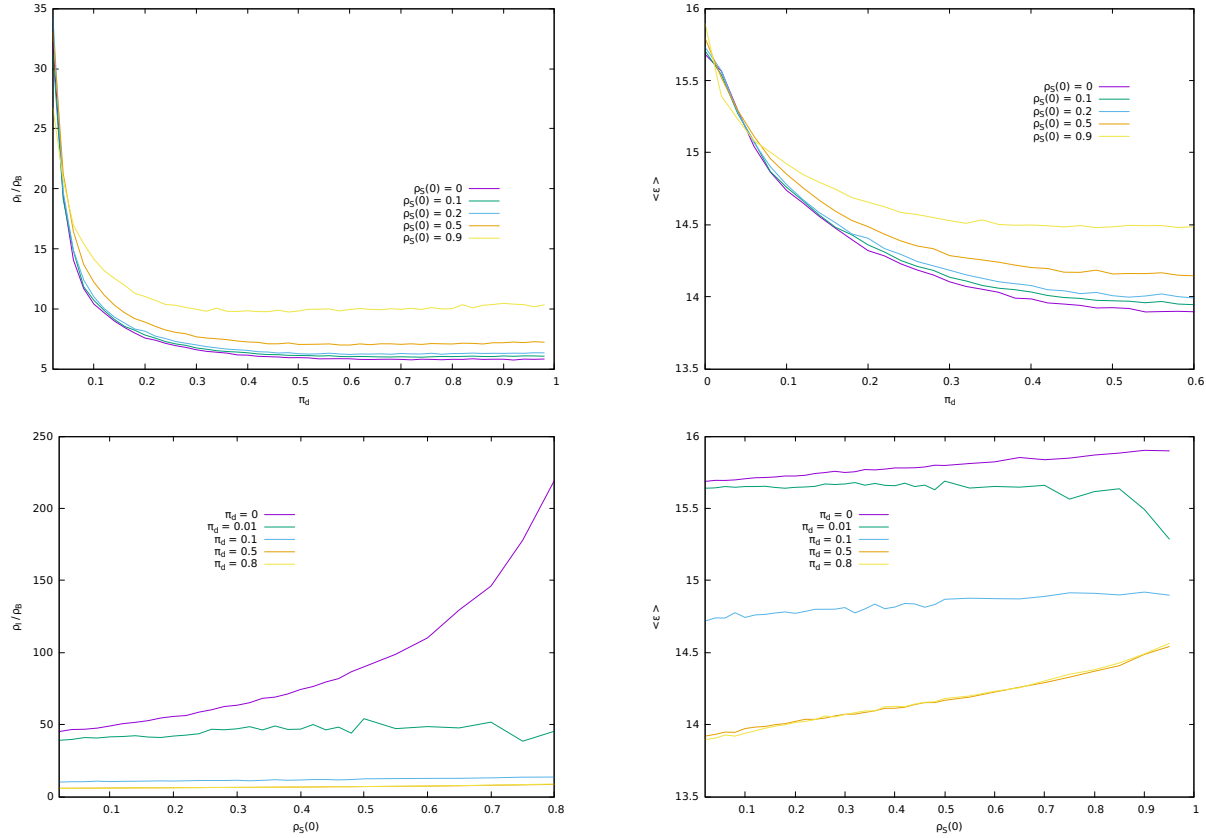 35
30
25
20
15
10
5
ρI / ρB
ρS(0) = 0
ρS(0) = 0.1
ρS(0) = 0.2
ρS(0) = 0.5
ρS(0) = 0.9
0.1 0.2 0.3 0.4 0.5 0.6 0.7 0.8 0.9 1
πd
16
15.5
15
14.5
14
13.5
<ε>
ρS(0) = 0
ρS(0) = 0.1
ρS(0) = 0.2
ρS(0) = 0.5
ρS(0) = 0.9
0 0.1 0.2 0.3 0.4 0.5 0.6
πd
250
200
150
100
50
0
ρI / ρB
πd = 0
πd = 0.01
πd = 0.1
πd = 0.5
πd = 0.8
0.1 0.2 0.3 0.4 0.5 0.6 0.7 0.8
ρS(0)
16
15.5
15
14.5
14
13.5
<ε>
πd = 0
πd = 0.01
πd = 0.1
πd = 0.5
πd = 0.8
0.1 0.2 0.3 0.4 0.5 0.6 0.7 0.8 0.9 1
ρS(0)